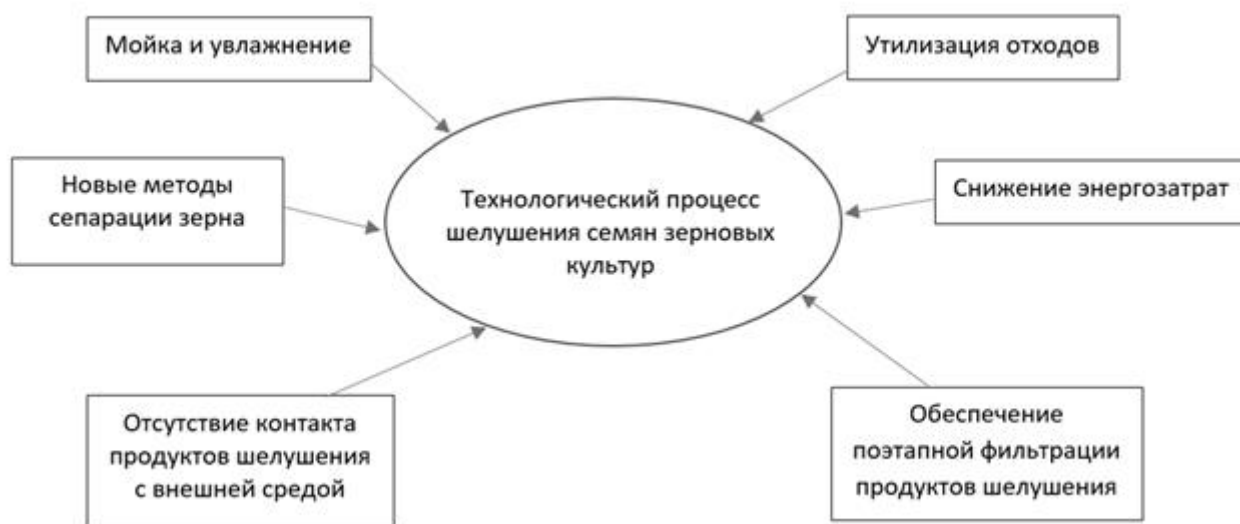 Мойка и увлажнение
Утилизация отходов
Новые методы
сепарации зерна
Технологический процесс
шелушения семян зерновых
культур
Снижение энергозатрат
Отсутствие контакта
продуктов шелушения
с внешней средой
Обеспечение
поэтапной фильтрации
продуктов шелушения